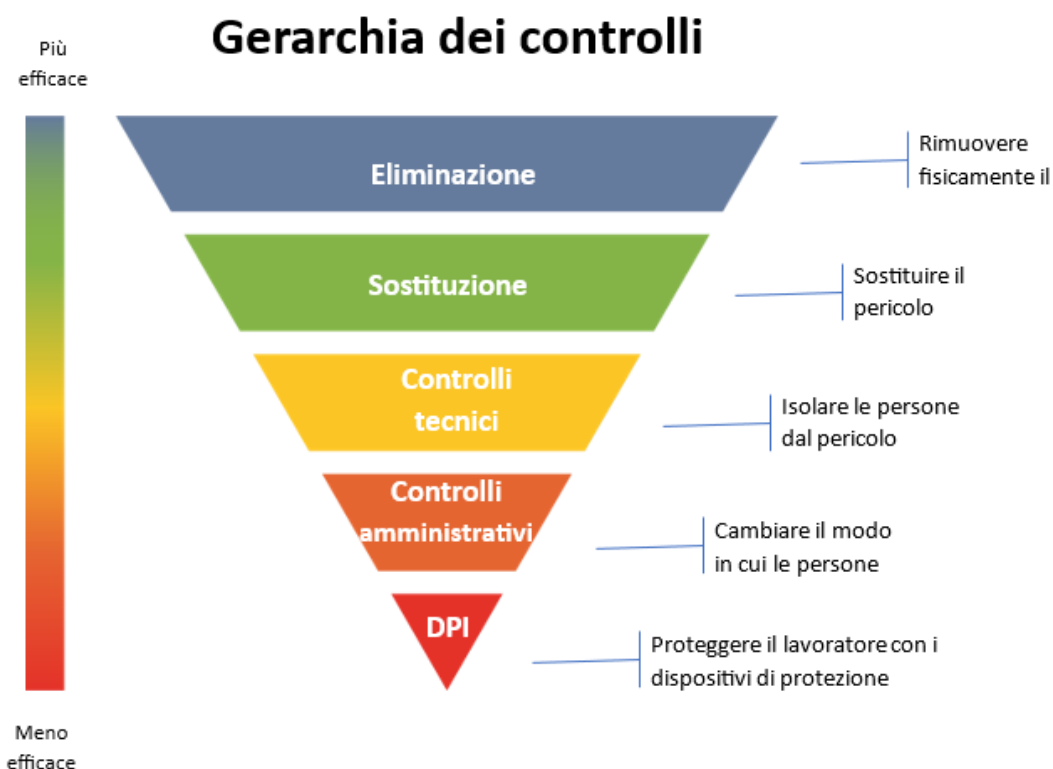 Gerarchia dei controlli
Più
efficace
Eliminazione
Rimuovere
fisicamente il
Sostituzione
Sostituire il
pericolo
Controlli
tecnici
Isolare le persone
dal pericolo
Controlli
amministrativi
Cambiare il modo
in cui le persone
DPI
Proteggere il lavoratore con i
dispositivi di protezione
Meno
efficace